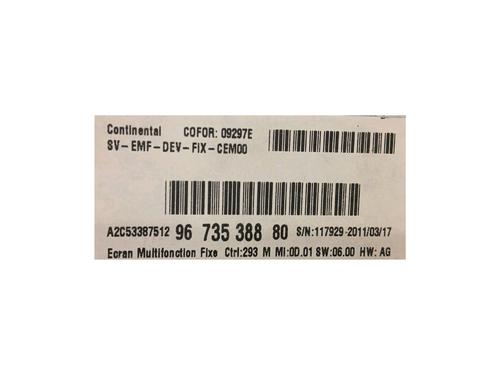 Continental COFOR: 09297E
SV-EMF-DEV-FIX-CEM00
A2C53387512 96 735 388 80 S/N:117929-2011/03/17
Ecran Multifonction Fixe Ctrl:293 M MI:0D.01 SW:06.00 HW: AG